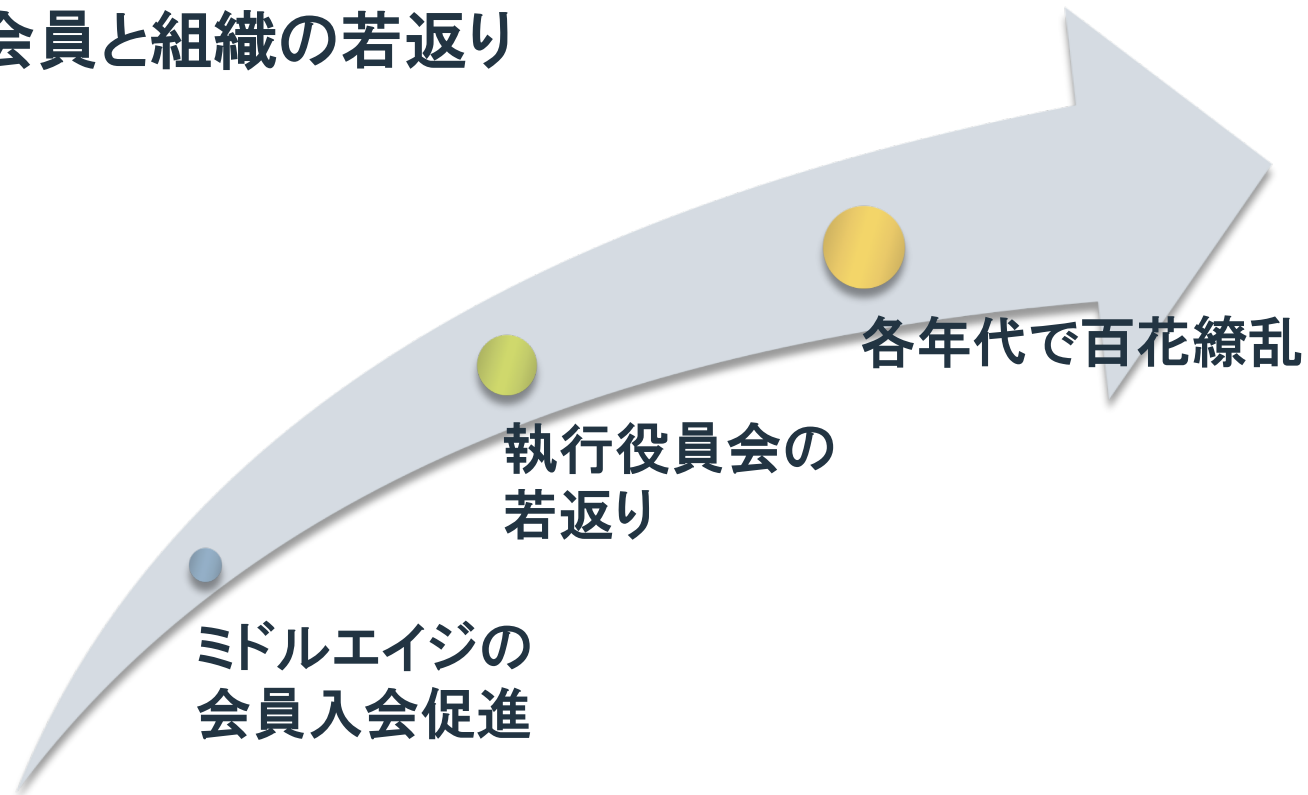 会員と組織の若返り
各年代で百花繚乱
執行役員会の
若返り
ミドルエイジの
会員入会促進